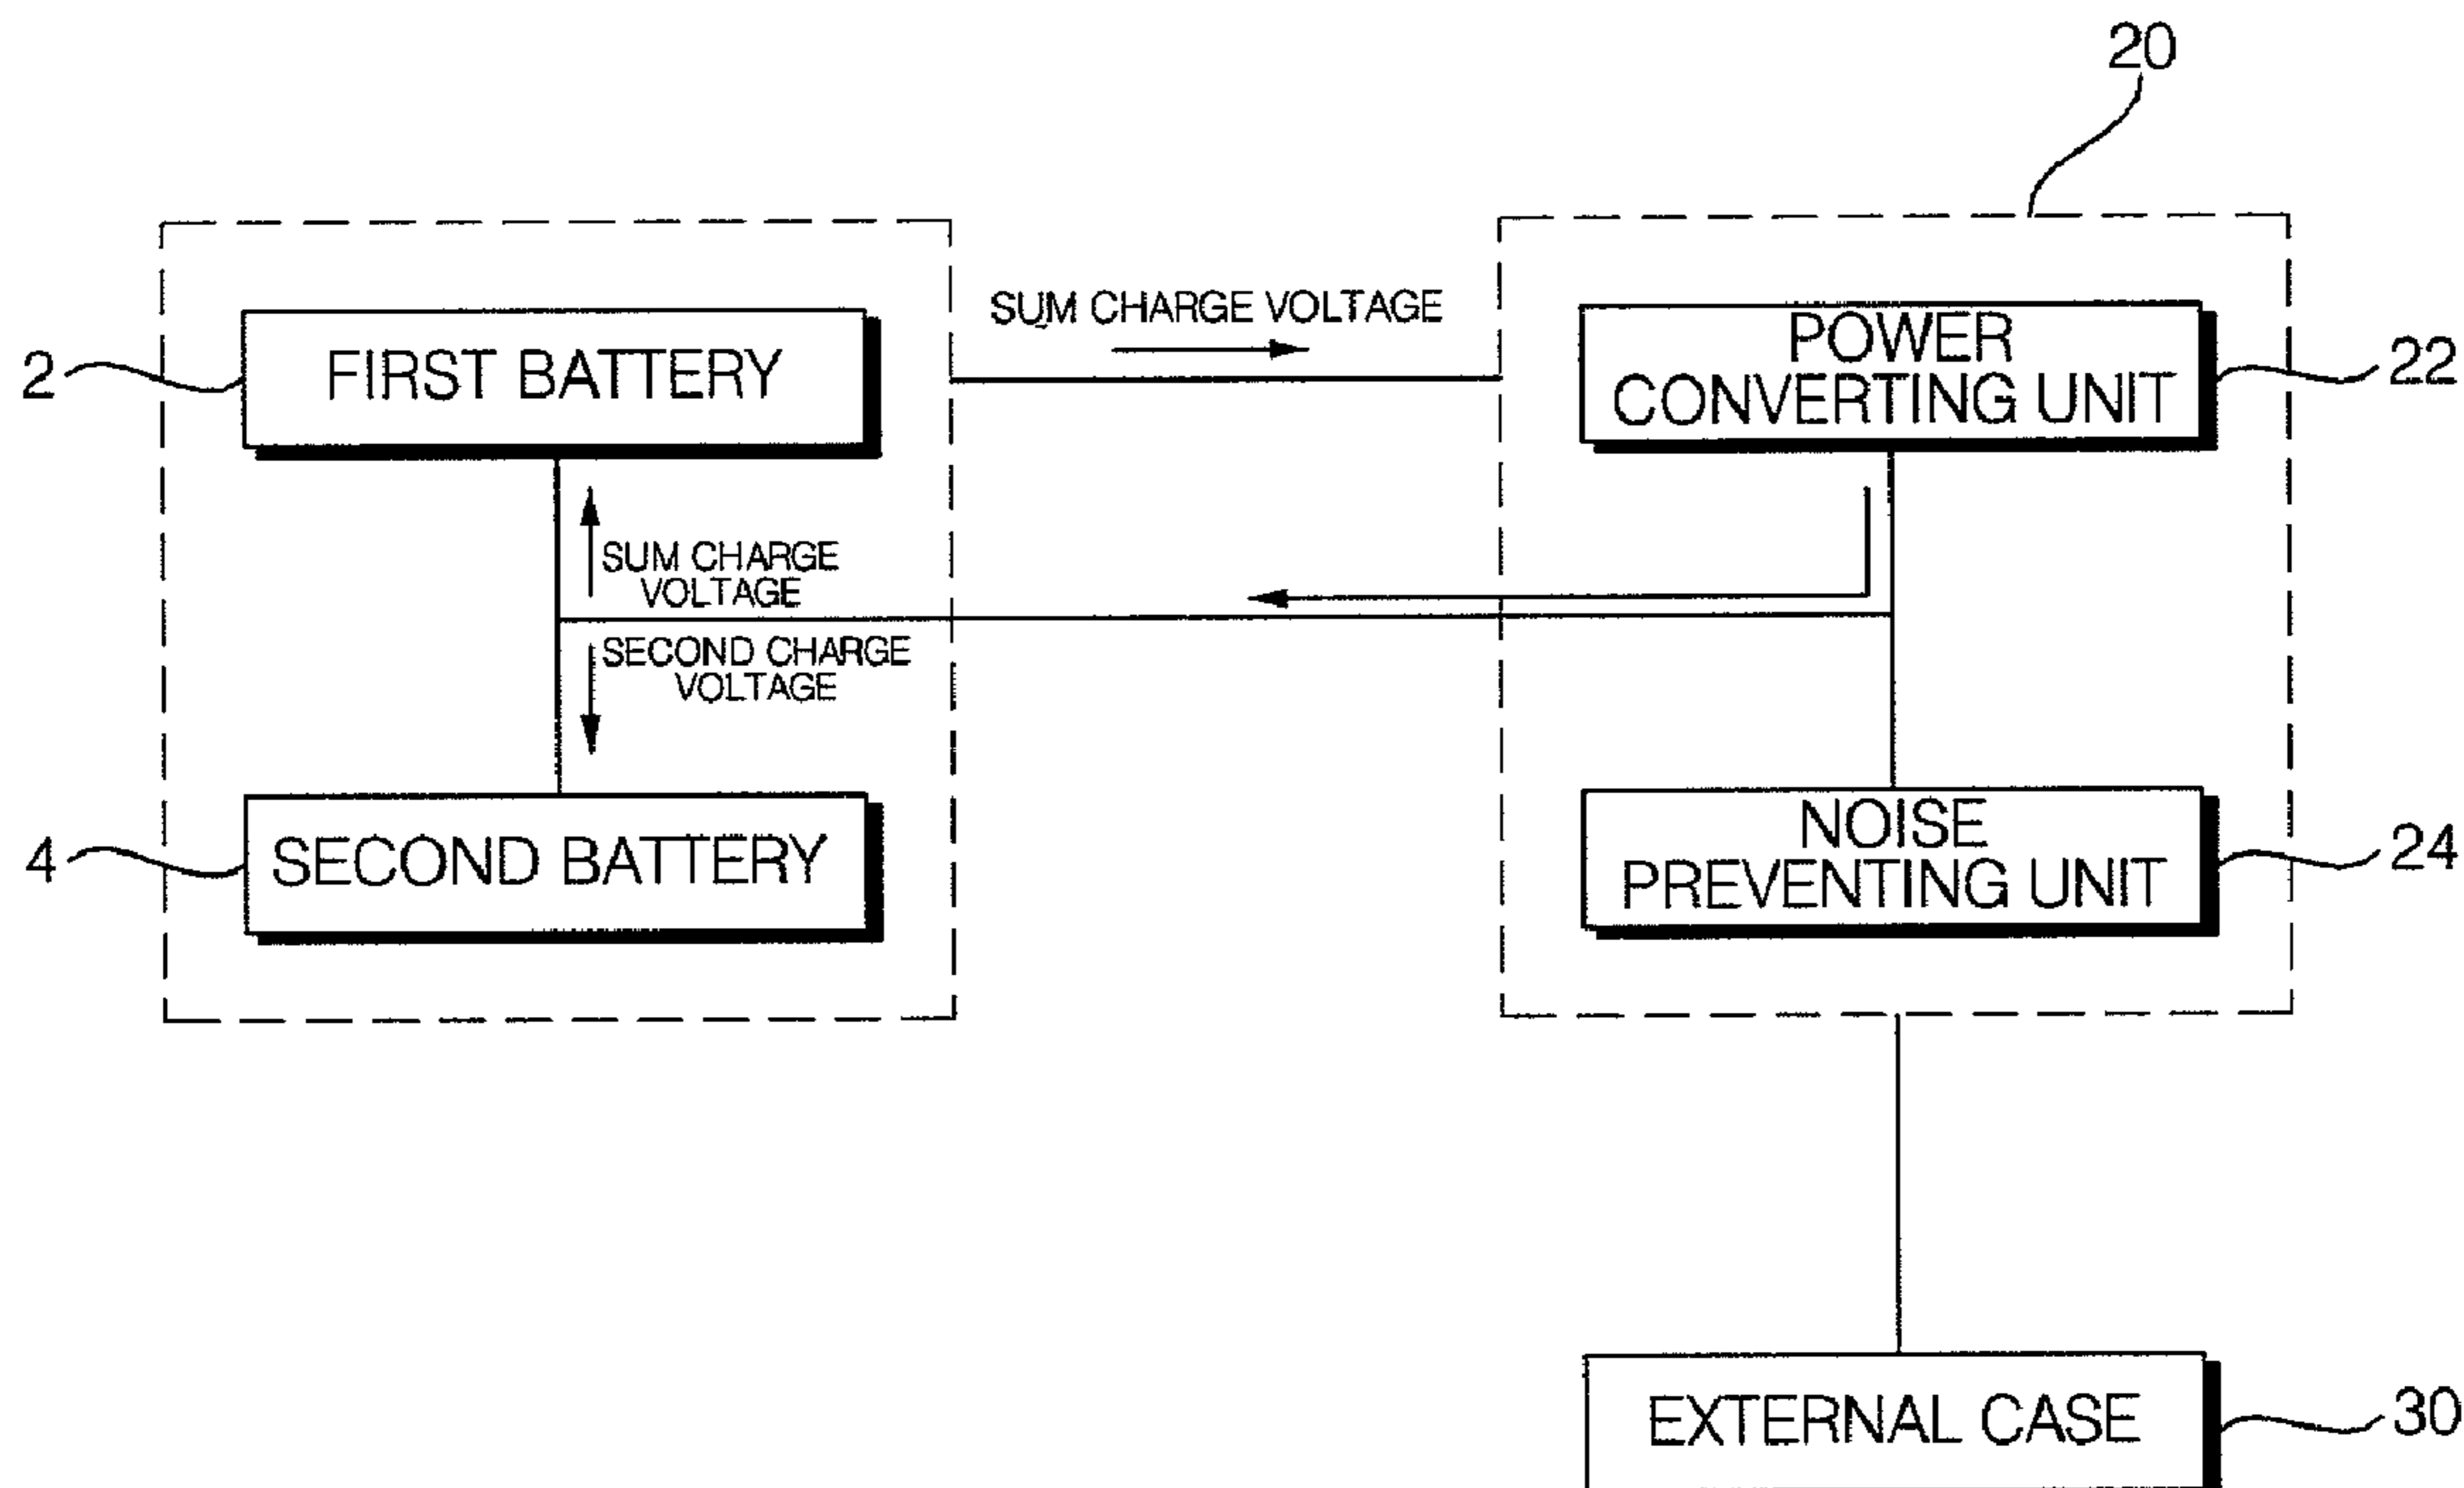 20
SUM CHARGE VOLTAGE
2
FIRST BATTERY
POWER
CONVERTING UNIT
22
SUM CHARGE
VOLTAGE
SECOND CHARGE
VOLTAGE
4
SECOND BATTERY
NOISE
PREVENTING UNIT
24
EXTERNAL CASE
30